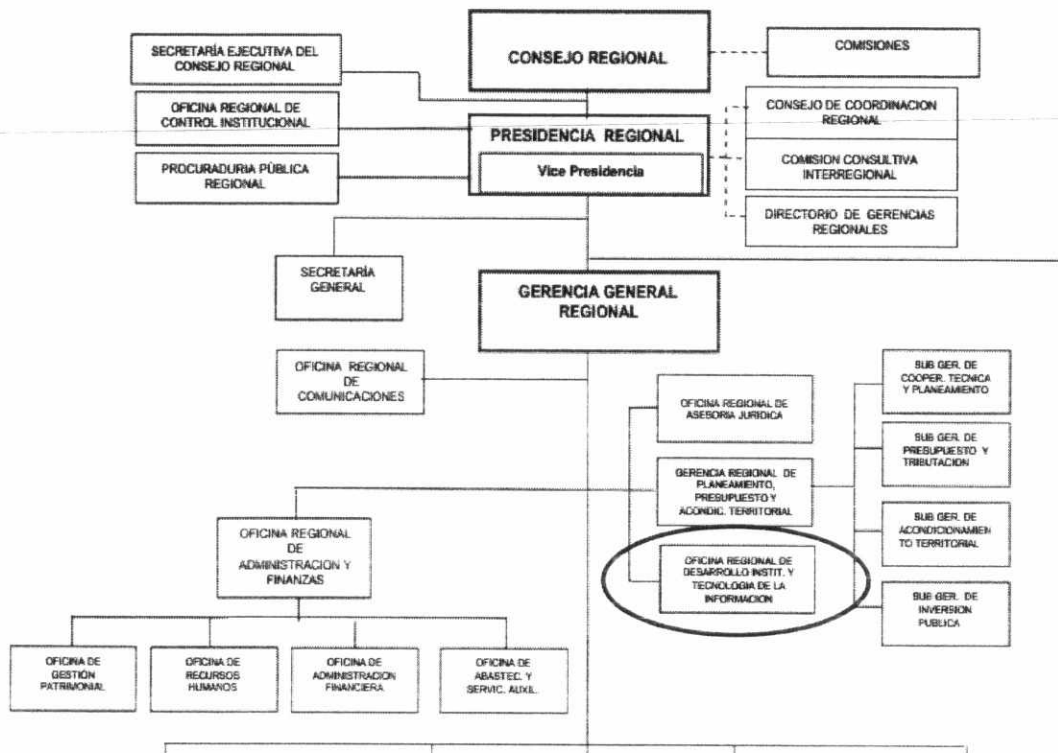 SECRETARÍA EJECUTIVA DEL
CONSEJO REGIONAL
CONSEJO REGIONAL
COMISIONES
OFICINA REGIONAL DE
CONTROL INSTITUCIONAL
PRESIDENCIA REGIONAL
Vice Presidencia
CONSEJO DE COORDINACION
REGIONAL
PROCURADURIA PÚBLICA
REGIONAL
COMISION CONSULTIVA
INTERREGIONAL
DIRECTORIO DE GERENCIAS
REGIONALES
SECRETARÍA
GENERAL
GERENCIA GENERAL
REGIONAL
OFICINA REGIONAL
DE
COMUNICACIONES
OFICINA REGIONAL DE
ASESORIA JURIDICA
SUB GER. DE
COOPER. TECNICA
Y PLANEAMIENTO
GERENCIA REGIONAL DE
PLANEAMIENTO,
PRESUPUESTO Y
ACONDIC. TERRITORIAL
SUB GER. DE
PRESUPUESTO Y
TRIBUTACION
OFICINA REGIONAL
DE
ADMINISTRACION Y
FINANZAS
SUB GER. DE
ACONDICIONAMIEN
TO TERRITORIAL
OFICINA REGIONAL DE
DESARROLLO INSTIT. Y
TECNOLOGIA DE LA
INFORMACION
SUB GER. DE
INVERSION
PUBLICA
OFICINA DE
GESTIÓN
PATRIMONIAL
OFICINA DE
RECURSOS
HUMANOS
OFICINA DE
ADMINISTRACION
FINANCIERA
OFICINA DE
ABASTEC. Y
SERVIC. AUXIL.